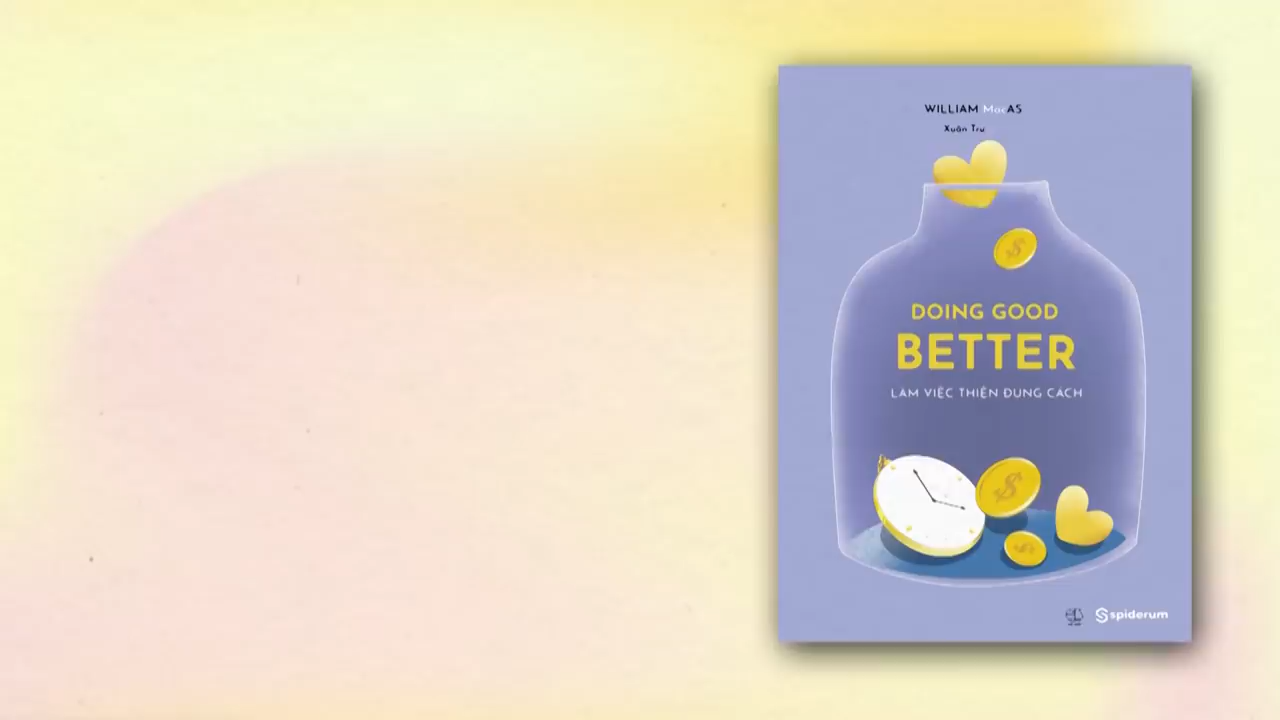 WILLIAM MacAS
Xuân Trư
DOING GOOD
BETTER
LÀM VIỆC THIỆN ĐÚNG CÁCH
spiderum